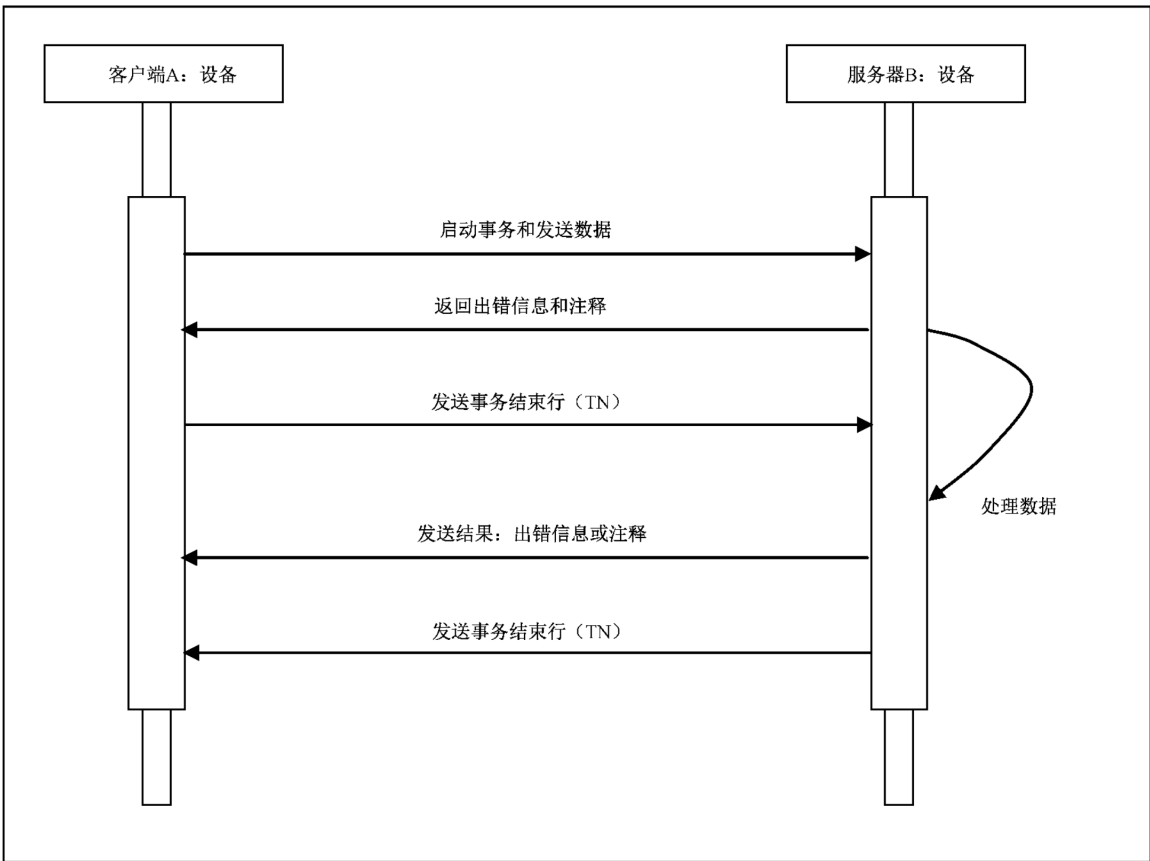 客户端A：设备
服务器B：设备
启动事务和发送数据
返回出错信息和注释
发送事务结束行（TN）
处理数据
发送结果：出错信息或注释
发送事务结束行（TN）